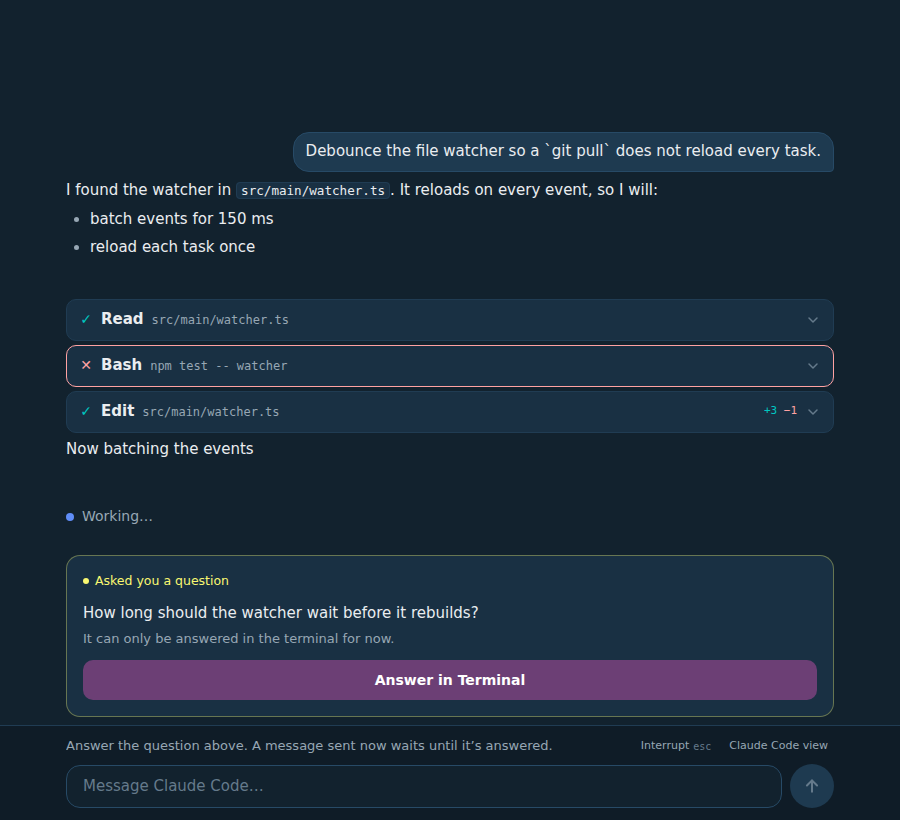 Debounce the file watcher so a `git pull` does not reload every task.
I found the watcher in src/main/watcher.ts. It reloads on every event, so I will:
• batch events for 150 ms
• reload each task once
✓ Read src/main/watcher.ts
✕ Bash npm test -- watcher
✓ Edit src/main/watcher.ts +3 −1
Now batching the events
Working…
Asked you a question
How long should the watcher wait before it rebuilds?
It can only be answered in the terminal for now.
Answer in Terminal
Answer the question above. A message sent now waits until it’s answered. Interrupt esc Claude Code view
Message Claude Code…